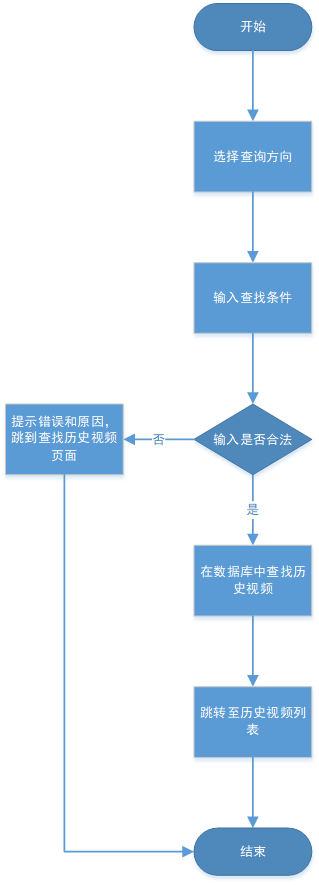 开始
选择查询方向
输入查找条件
输入是否合法
否
提示错误和原因，
跳到查找历史视频
页面
是
在数据库中查找历
史视频
跳转至历史视频列
表
结束